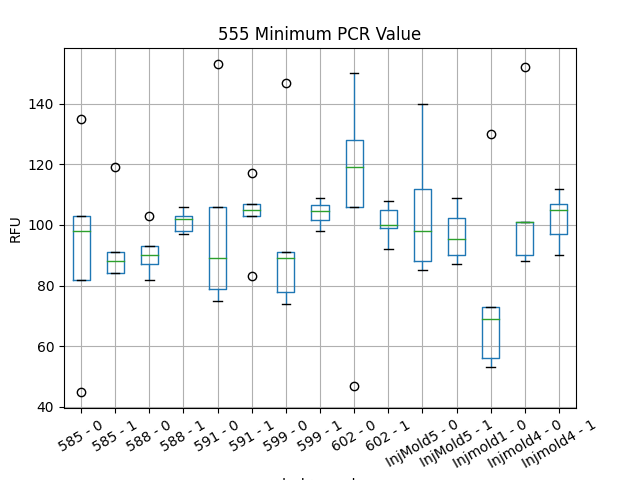 555 Minimum PCR Value
RFU
140
120
100
80
60
40
585 - 0
585 - 1
588 - 0
588 - 1
591 - 0
591 - 1
599 - 0
599 - 1
602 - 0
602 - 1
InjMold5 - 0
InjMold5 - 1
Injmold1 - 0
Injmold4 - 0
Injmold4 - 1